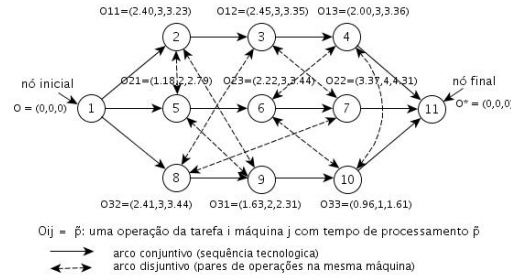 O11=(2.40,3,3.23) O12=(2.45,3,3.35) O13=(2.00,3,3.36)
2 3 4
nó inicial O21=(1.18,2,2.79) O23=(2.22,3,3.44) O22=(3.37,4,4.31) nó final
O = (0,0,0) 1 5 6 7 11 O* = (0,0,0)
8 9 10
O32=(2.41,3,3.44) O31=(1.63,2,2.31) O33=(0.96,1,1.61)
Oij = p̃: uma operação da tarefa i máquina j com tempo de processamento p̃
arco conjuntivo (sequência tecnologica)
arco disjuntivo (pares de operações na mesma máquina)